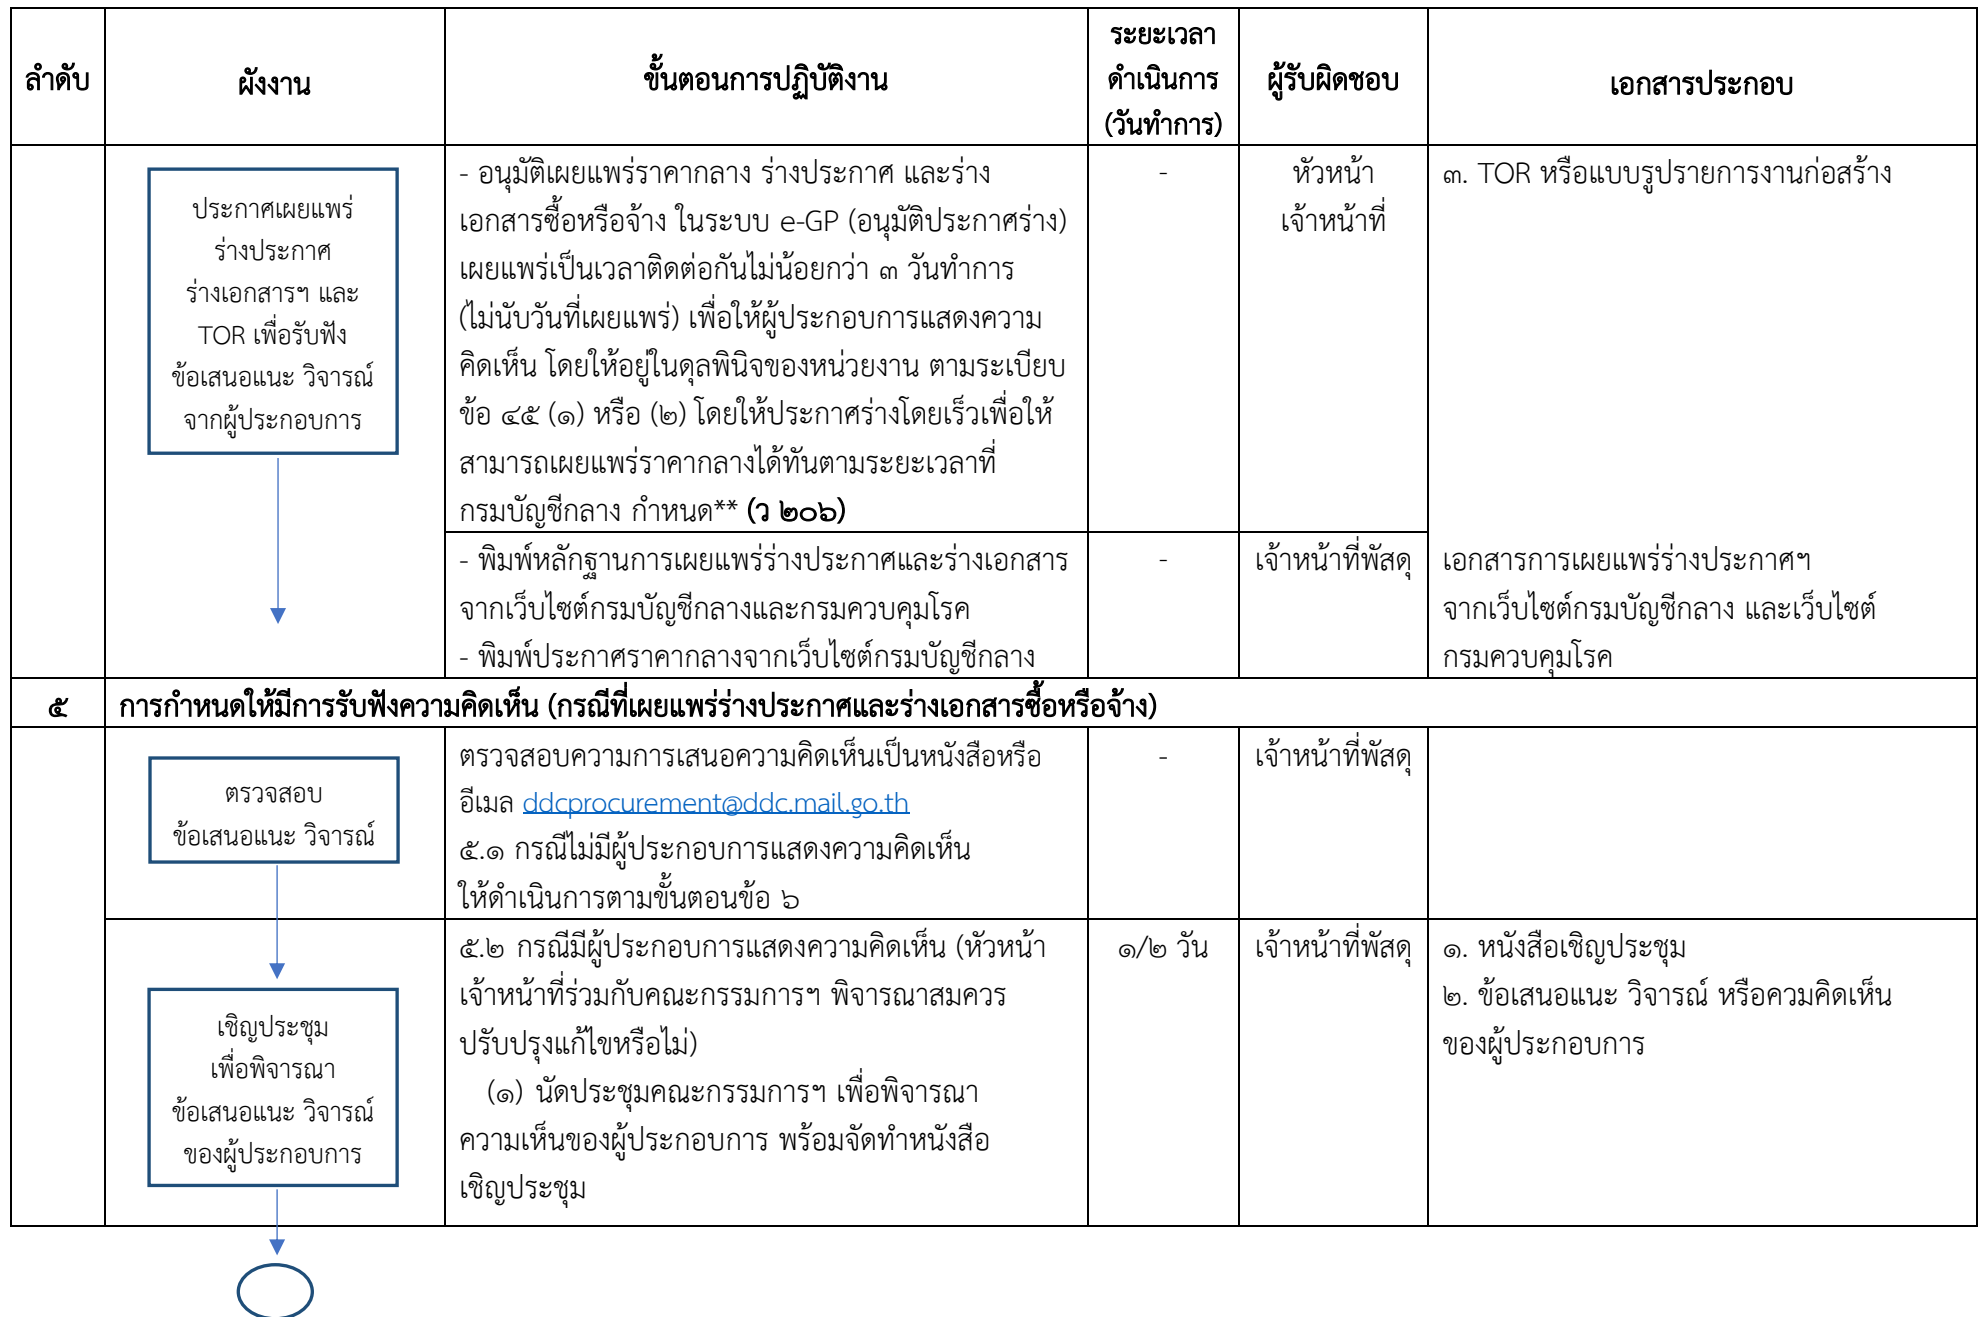 ลำดับ
ผังงาน
ขั้นตอนการปฏิบัติงาน
ระยะเวลา
ดำเนินการ
(วันทำการ)
ผู้รับผิดชอบ
เอกสารประกอบ
ประกาศเผยแพร่
ร่างประกาศ
ร่างเอกสารฯ และ
TOR เพื่อรับฟัง
ข้อเสนอแนะ วิจารณ์
จากผู้ประกอบการ
- อนุมัติเผยแพร่ราคากลาง ร่างประกาศ และร่าง
เอกสารซื้อหรือจ้าง ในระบบ e-GP (อนุมัติประกาศร่าง)
เผยแพร่เป็นเวลาติดต่อกันไม่น้อยกว่า ๓ วันทำการ
(ไม่นับวันที่เผยแพร่) เพื่อให้ผู้ประกอบการแสดงความ
คิดเห็น โดยให้อยู่ในดุลพินิจของหน่วยงาน ตามระเบียบ
ข้อ ๔๕ (๑) หรือ (๒) โดยให้ประกาศร่างโดยเร็วเพื่อให้
สามารถเผยแพร่ราคากลางได้ทันตามระยะเวลาที่
กรมบัญชีกลาง กำหนด** (ว ๒๐๖)
-
หัวหน้า
เจ้าหน้าที่
๓. TOR หรือแบบรูปรายการงานก่อสร้าง
- พิมพ์หลักฐานการเผยแพร่ร่างประกาศและร่างเอกสาร
จากเว็บไซต์กรมบัญชีกลางและกรมควบคุมโรค
- พิมพ์ประกาศราคากลางจากเว็บไซต์กรมบัญชีกลาง
-
เจ้าหน้าที่พัสดุ
เอกสารการเผยแพร่ร่างประกาศฯ
จากเว็บไซต์กรมบัญชีกลาง และเว็บไซต์
กรมควบคุมโรค
๕
การกำหนดให้มีการรับฟังความคิดเห็น (กรณีที่เผยแพร่ร่างประกาศและร่างเอกสารซื้อหรือจ้าง)
ตรวจสอบ
ข้อเสนอแนะ วิจารณ์
ตรวจสอบความการเสนอความคิดเห็นเป็นหนังสือหรือ
อีเมล ddcprocurement@ddc.mail.go.th
๕.๑ กรณีไม่มีผู้ประกอบการแสดงความคิดเห็น
ให้ดำเนินการตามขั้นตอนข้อ ๖
-
เจ้าหน้าที่พัสดุ
เชิญประชุม
เพื่อพิจารณา
ข้อเสนอแนะ วิจารณ์
ของผู้ประกอบการ
๕.๒ กรณีมีผู้ประกอบการแสดงความคิดเห็น (หัวหน้า
เจ้าหน้าที่ร่วมกับคณะกรรมการฯ พิจารณาสมควร
ปรับปรุงแก้ไขหรือไม่)
(๑) นัดประชุมคณะกรรมการฯ เพื่อพิจารณา
ความเห็นของผู้ประกอบการ พร้อมจัดทำหนังสือ
เชิญประชุม
๑/๒ วัน
เจ้าหน้าที่พัสดุ
๑. หนังสือเชิญประชุม
๒. ข้อเสนอแนะ วิจารณ์ หรือควมคิดเห็น
ของผู้ประกอบการ